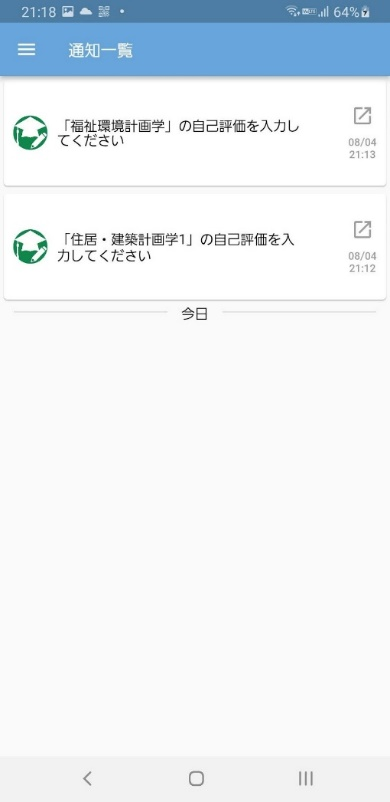 21:18
64%
通知一覧
「福祉環境計画学」の自己評価を入力し
てください
08/04
21:13
「住居・建築計画学1」の自己評価を入
力してください
08/04
21:12
今日